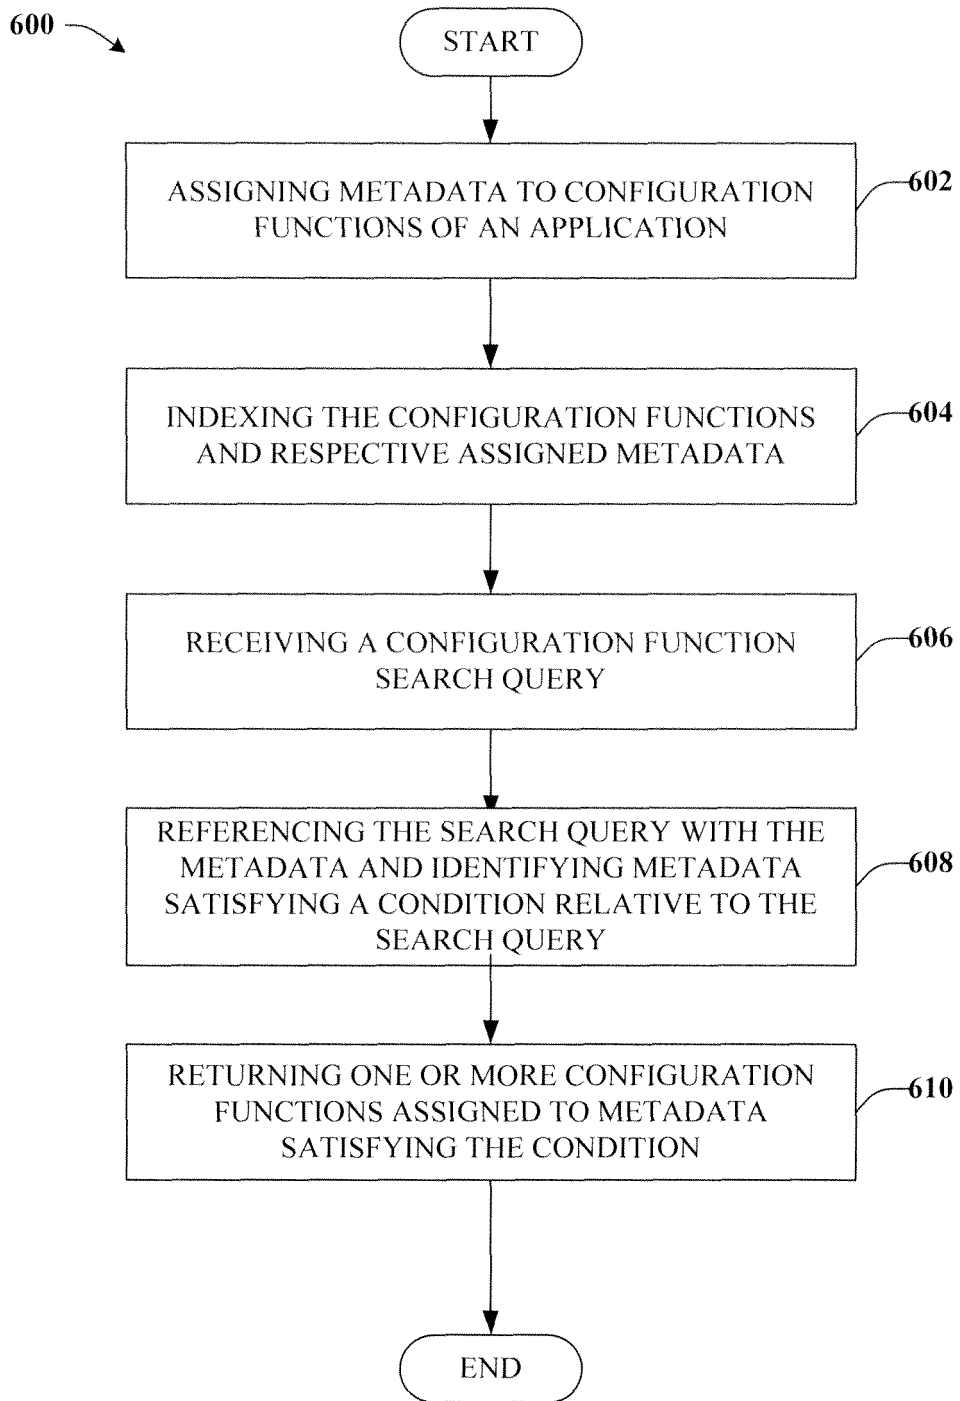 600
START
ASSIGNING METADATA TO CONFIGURATION
FUNCTIONS OF AN APPLICATION
602
INDEXING THE CONFIGURATION FUNCTIONS
AND RESPECTIVE ASSIGNED METADATA
604
RECEIVING A CONFIGURATION FUNCTION
SEARCH QUERY
606
REFERENCING THE SEARCH QUERY WITH THE
METADATA AND IDENTIFYING METADATA
SATISFYING A CONDITION RELATIVE TO THE
SEARCH QUERY
608
RETURNING ONE OR MORE CONFIGURATION
FUNCTIONS ASSIGNED TO METADATA
SATISFYING THE CONDITION
610
END